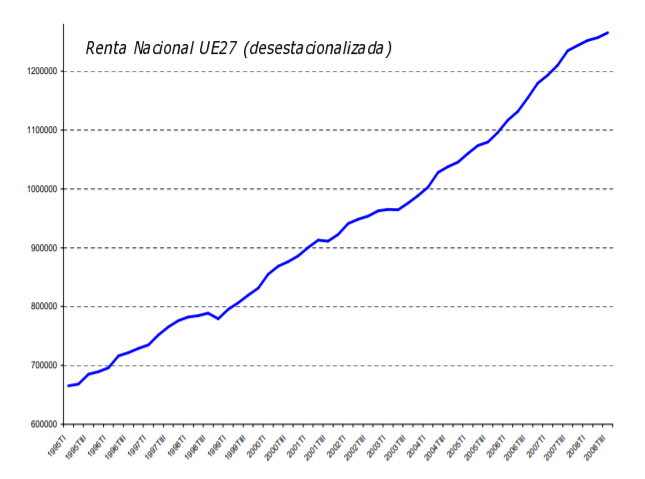 Renta Nacional UE27 (desestacionalizada)
1200000
1100000
1000000
900000
800000
700000
600000
1995TI
1995TIII
1996TI
1996TIII
1997TI
1997TIII
1998TI
1998TIII
1999TI
1999TIII
2000TI
2000TIII
2001TI
2001TIII
2002TI
2002TIII
2003TI
2003TIII
2004TI
2004TIII
2005TI
2005TIII
2006TI
2006TIII
2007TI
2007TIII
2008TI
2008TIII